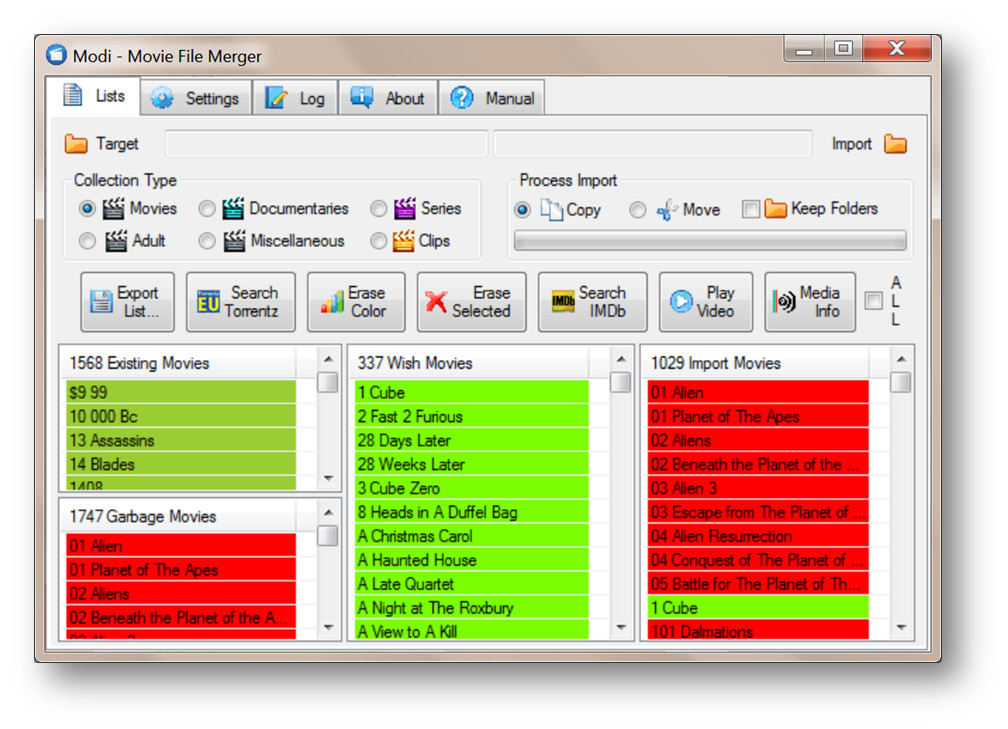 Modi - Movie File Merger
Lists Settings Log About Manual
Target Import
Collection Type
Movies Documentaries Series
Adult Miscellaneous Clips
Process Import
Copy Move Keep Folders
Export List...
EU Search Torrentz
Erase Color
Erase Selected
IMDb Search IMDb
Play Video
Media Info
ALL
1568 Existing Movies
$9 99
10 000 Bc
13 Assassins
14 Blades
1408
1747 Garbage Movies
01 Alien
01 Planet of The Apes
02 Aliens
02 Beneath the Planet of the A...
03 Alien 3
337 Wish Movies
1 Cube
2 Fast 2 Furious
28 Days Later
28 Weeks Later
3 Cube Zero
8 Heads in A Duffel Bag
A Christmas Carol
A Haunted House
A Late Quartet
A Night at The Roxbury
A View to A Kill
1029 Import Movies
01 Alien
01 Planet of The Apes
02 Aliens
02 Beneath the Planet of the ...
03 Alien 3
03 Escape from The Planet of ...
04 Alien Resurrection
04 Conquest of The Planet of ...
05 Battle for The Planet of Th...
1 Cube
101 Dalmations